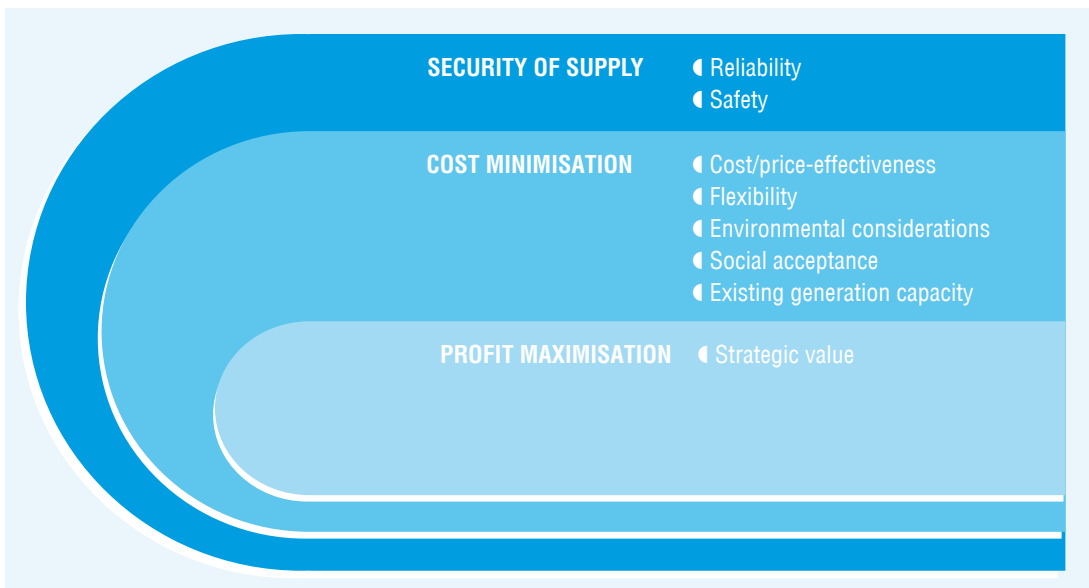 SECURITY OF SUPPLY Reliability
Safety
COST MINIMISATION Cost/price-effectiveness
Flexibility
Environmental considerations
Social acceptance
Existing generation capacity
PROFIT MAXIMISATION Strategic value